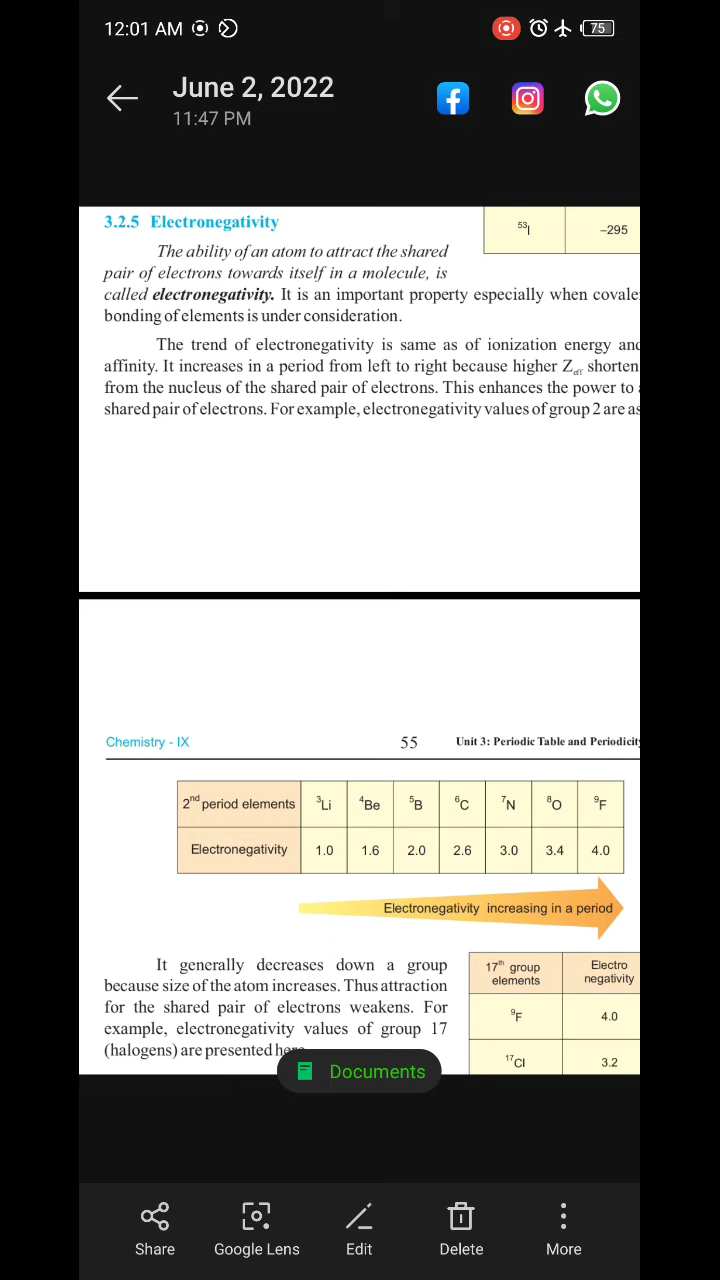 12:01 AM
75
June 2, 2022
11:47 PM
3.2.5 Electronegativity
53I
–295
The ability of an atom to attract the shared
pair of electrons towards itself in a molecule, is
called electronegativity. It is an important property especially when covale
bonding of elements is under consideration.
The trend of electronegativity is same as of ionization energy and
affinity. It increases in a period from left to right because higher Zeff shorten
from the nucleus of the shared pair of electrons. This enhances the power to
shared pair of electrons. For example, electronegativity values of group 2 are as
Chemistry - IX
55
Unit 3: Periodic Table and Periodicity
2nd period elements 3Li 4Be 5B 6C 7N 8O 9F
Electronegativity 1.0 1.6 2.0 2.6 3.0 3.4 4.0
Electronegativity increasing in a period
It generally decreases down a group
because size of the atom increases. Thus attraction
for the shared pair of electrons weakens. For
example, electronegativity values of group 17
(halogens) are presented here
17th group
elements
Electro
negativity
9F 4.0
17Cl 3.2
Documents
Share
Google Lens
Edit
Delete
More